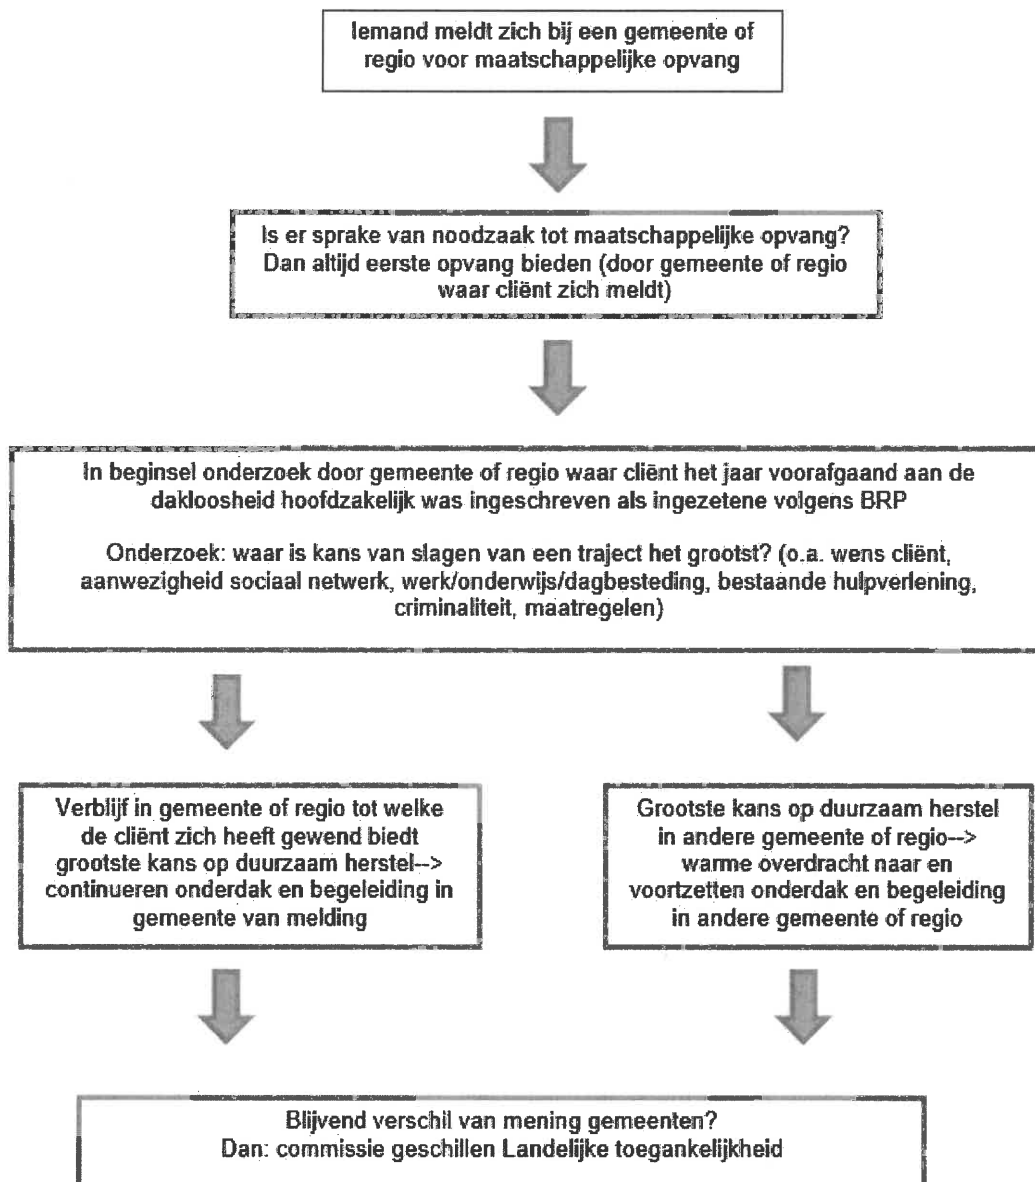 Iemand meldt zich bij een gemeente of
regio voor maatschappelijke opvang
Is er sprake van noodzaak tot maatschappelijke opvang?
Dan altijd eerste opvang bieden (door gemeente of regio
waar cliënt zich meldt)
In beginsel onderzoek door gemeente of regio waar cliënt het jaar voorafgaand aan de
dakloosheid hoofdzakelijk was ingeschreven als ingezetene volgens BRP
Onderzoek: waar is kans van slagen van een traject het grootst? (o.a. wens cliënt,
aanwezigheid sociaal netwerk, werk/onderwijs/dagbesteding, bestaande hulpverlening,
criminaliteit, maatregelen)
Verblijf in gemeente of regio tot welke
de cliënt zich heeft gewend biedt
grootste kans op duurzaam herstel-->
continueren onderdak en begeleiding in
gemeente van melding
Grootste kans op duurzaam herstel
in andere gemeente of regio-->
warme overdracht naar en
voortzetten onderdak en begeleiding
in andere gemeente of regio
Blijvend verschil van mening gemeenten?
Dan: commissie geschillen Landelijke toegankelijkheid